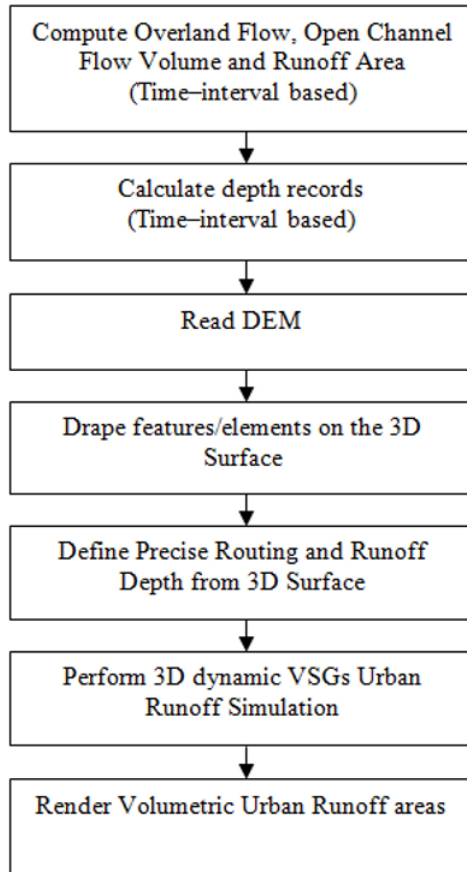 Compute Overland Flow, Open Channel
Flow Volume and Runoff Area
(Time–interval based)
Calculate depth records
(Time–interval based)
Read DEM
Drape features/elements on the 3D
Surface
Define Precise Routing and Runoff
Depth from 3D Surface
Perform 3D dynamic VSGs Urban
Runoff Simulation
Render Volumetric Urban Runoff areas